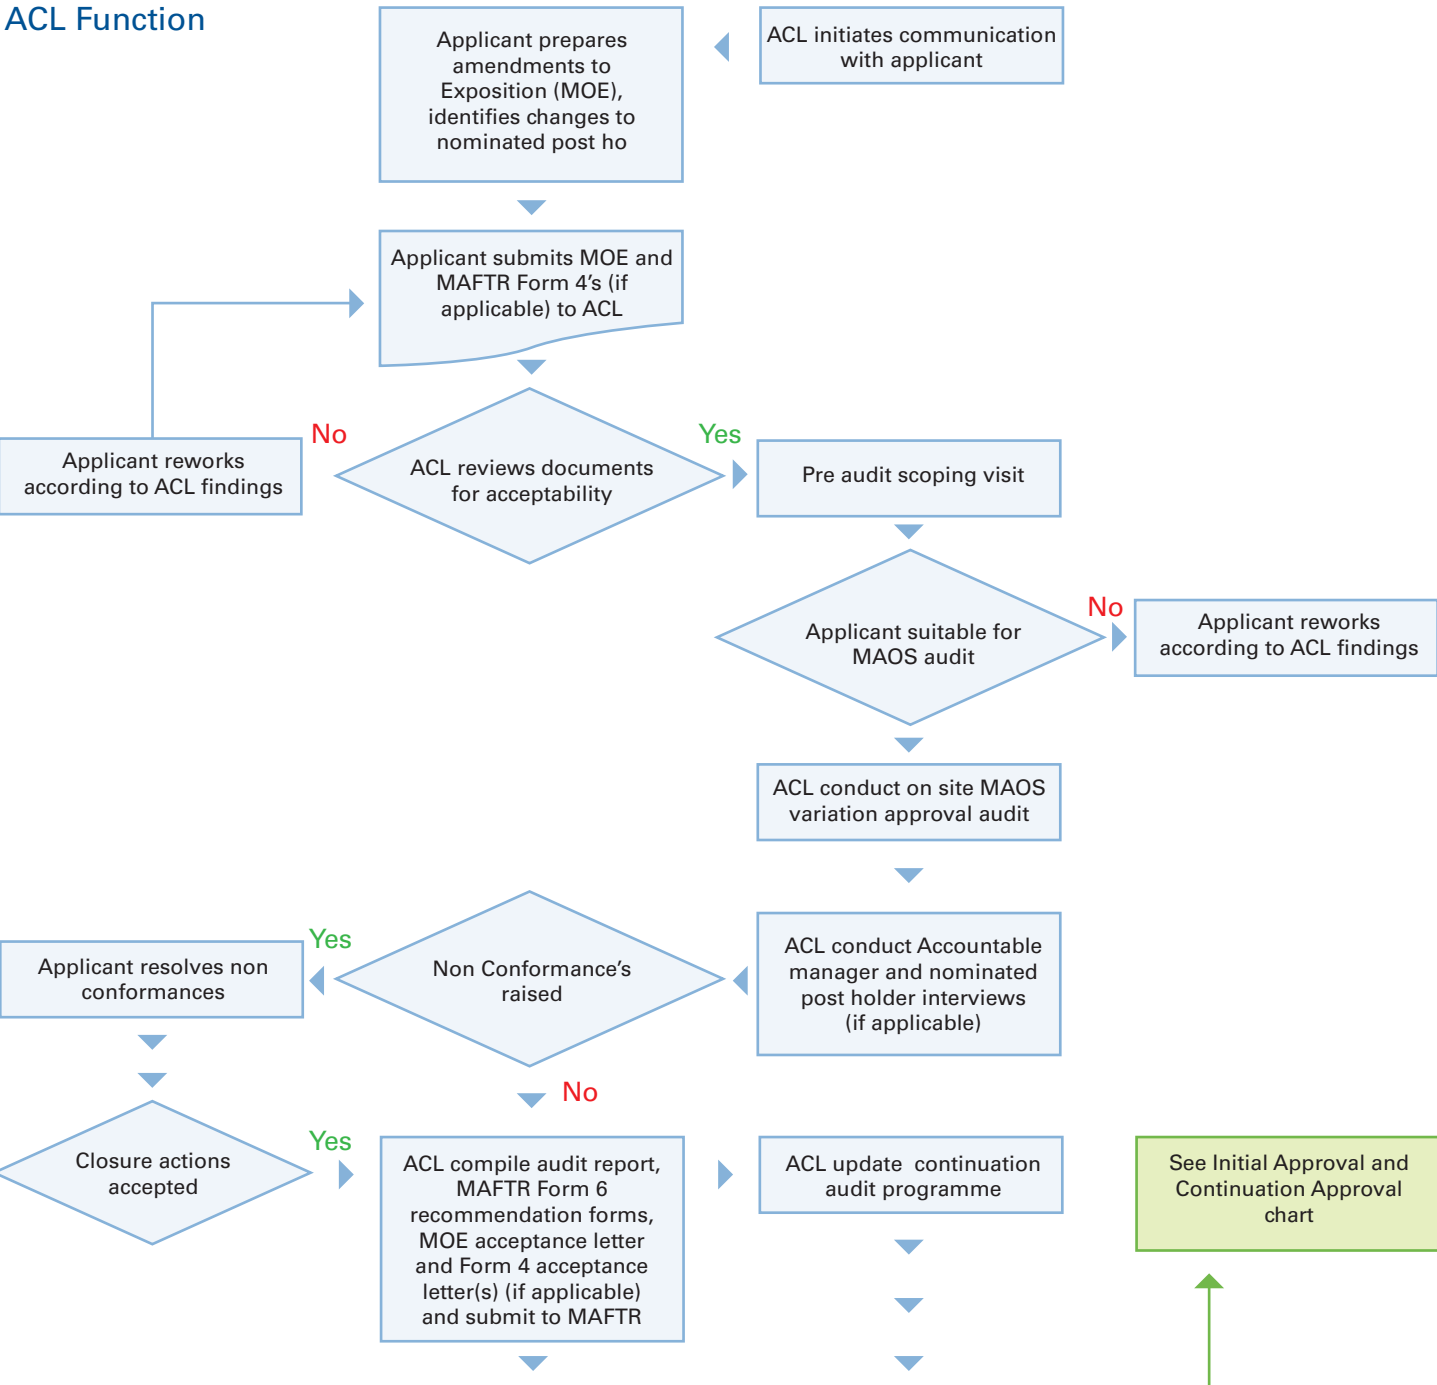 ACL Function
Applicant prepares
amendments to
Exposition (MOE),
identifies changes to
nominated post ho
ACL initiates communication
with applicant
Applicant submits MOE and
MAFTR Form 4's (if
applicable) to ACL
No
Yes
Applicant reworks
according to ACL findings
ACL reviews documents
for acceptability
Pre audit scoping visit
Applicant suitable for
MAOS audit
No
Applicant reworks
according to ACL findings
ACL conduct on site MAOS
variation approval audit
Yes
Applicant resolves non
conformances
Non Conformance's
raised
ACL conduct Accountable
manager and nominated
post holder interviews
(if applicable)
No
Closure actions
accepted
Yes
ACL compile audit report,
MAFTR Form 6
recommendation forms,
MOE acceptance letter
and Form 4 acceptance
letter(s) (if applicable)
and submit to MAFTR
ACL update continuation
audit programme
See Initial Approval and
Continuation Approval
chart